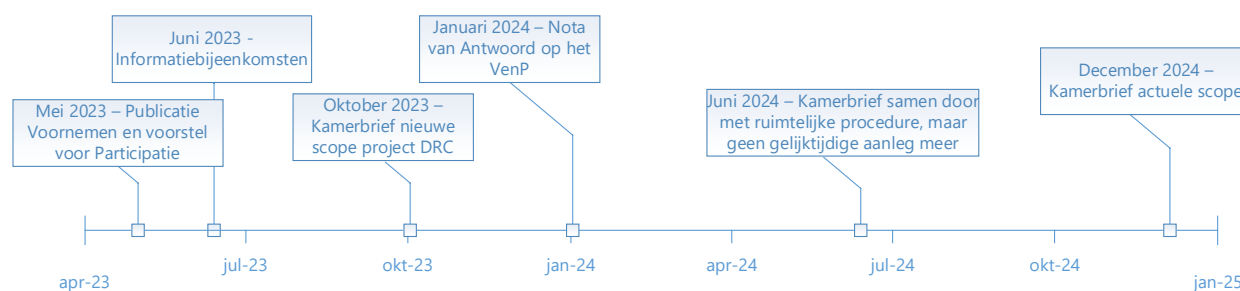 Mei 2023 – Publicatie
Voornemen en voorstel
voor Participatie
Juni 2023 -
Informatiebijeenkomsten
Oktober 2023 –
Kamerbrief nieuwe
scope project DRC
Januari 2024 – Nota
van Antwoord op het
VenP
Juni 2024 – Kamerbrief samen door
met ruimtelijke procedure, maar
geen gelijktijdige aanleg meer
December 2024 –
Kamerbrief actuele scope
apr-23
jul-23
okt-23
jan-24
apr-24
jul-24
okt-24
jan-25